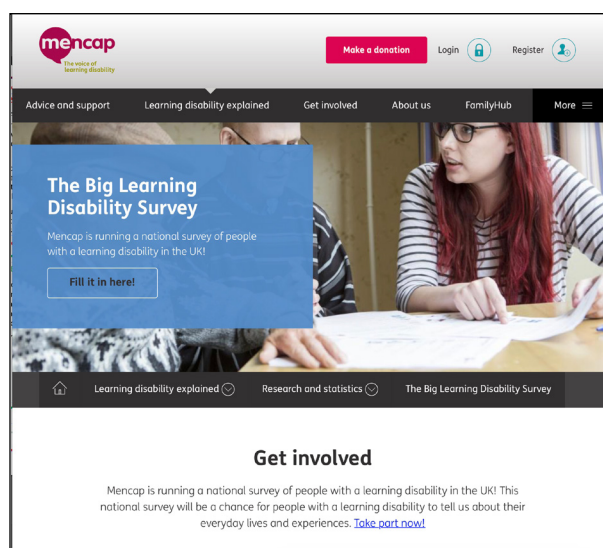 mencap
The voice of
learning disability
Make a donation Login Register
Advice and support Learning disability explained Get involved About us FamilyHub More
The Big Learning
Disability Survey
Mencap is running a national survey of people
with a learning disability in the UK!
Fill it in here!
Learning disability explained Research and statistics The Big Learning Disability Survey
Get involved
Mencap is running a national survey of people with a learning disability in the UK! This
national survey will be a chance for people with a learning disability to tell us about their
everyday lives and experiences. Take part now!